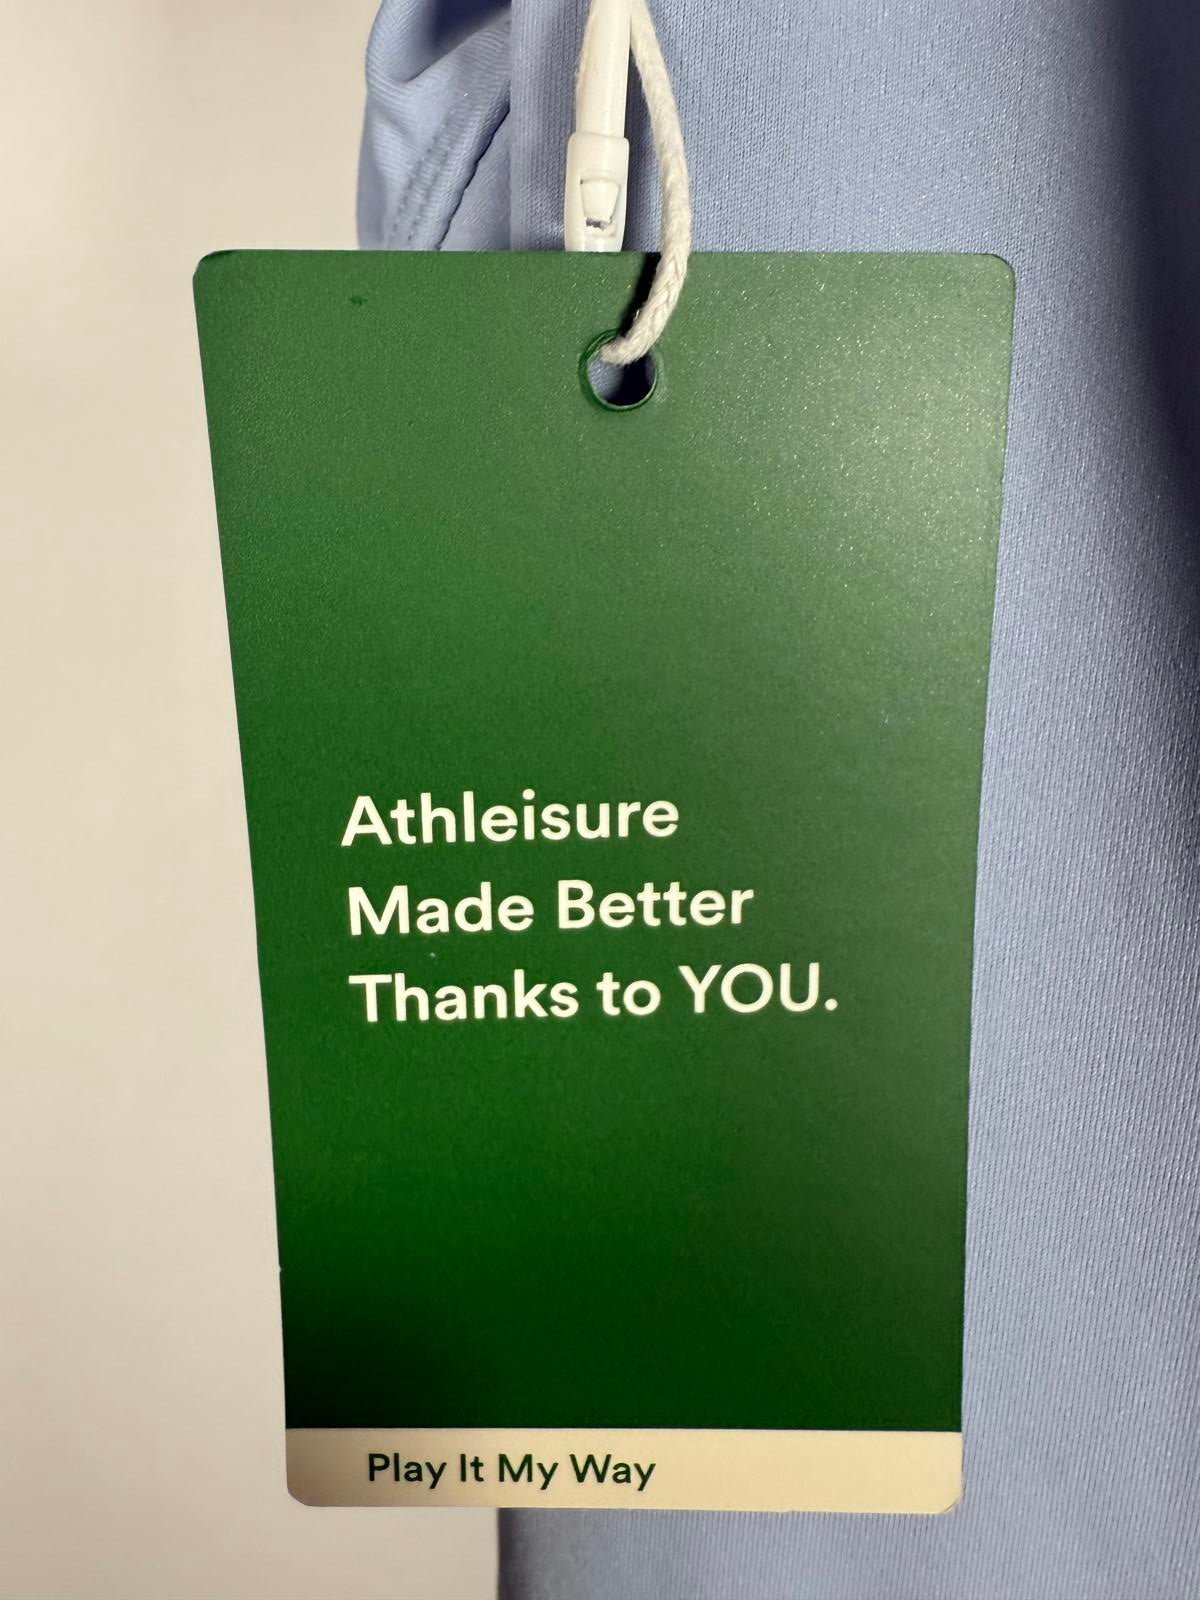 Athleisure
Made Better
Thanks to YOU.
Play It My Way